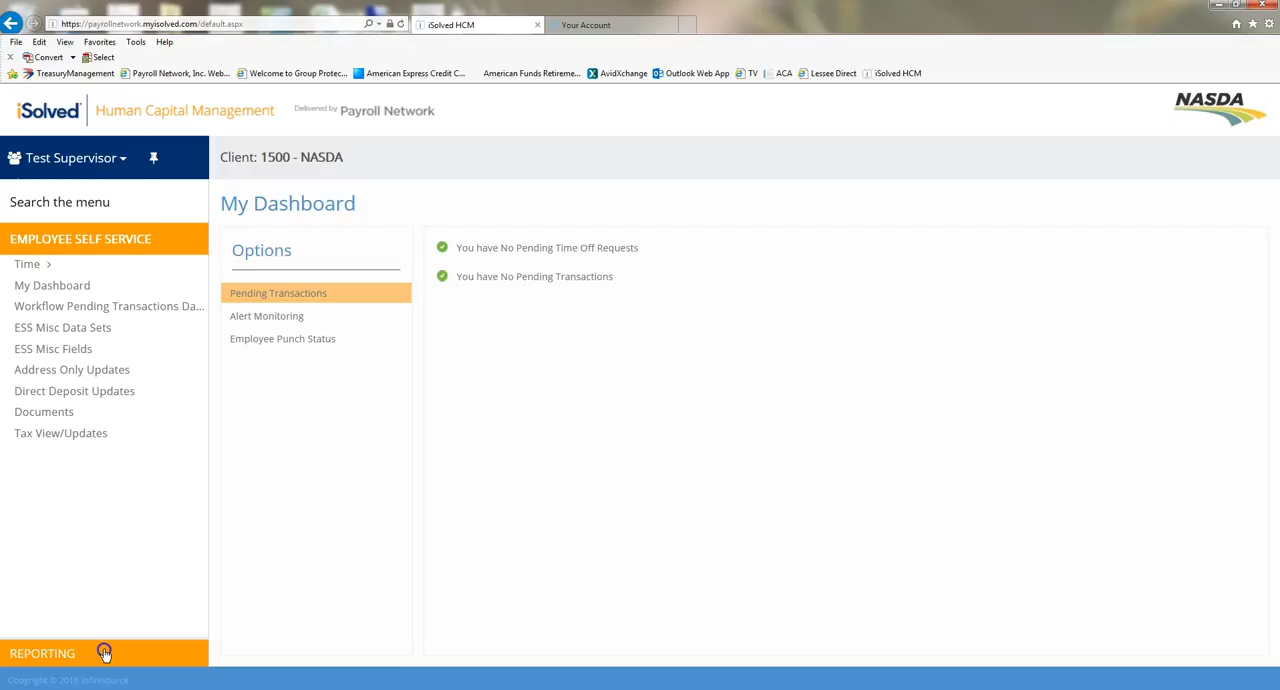 https://payrollnetwork.myisolved.com/default.aspx
iSolved HCM
Your Account
File Edit View Favorites Tools Help
Convert Select
TreasuryManagement Payroll Network, Inc. Web... Welcome to Group Protec... American Express Credit C... American Funds Retireme... AvidXchange Outlook Web App TV ACA Lessee Direct iSolved HCM
iSolved Human Capital Management Delivered by Payroll Network
NASDA
Test Supervisor
Client: 1500 - NASDA
Search the menu
EMPLOYEE SELF SERVICE
Time >
My Dashboard
Workflow Pending Transactions Da...
ESS Misc Data Sets
ESS Misc Fields
Address Only Updates
Direct Deposit Updates
Documents
Tax View/Updates
REPORTING
My Dashboard
Options
Pending Transactions
Alert Monitoring
Employee Punch Status
You have No Pending Time Off Requests
You have No Pending Transactions
Copyright © 2016 Infinisource